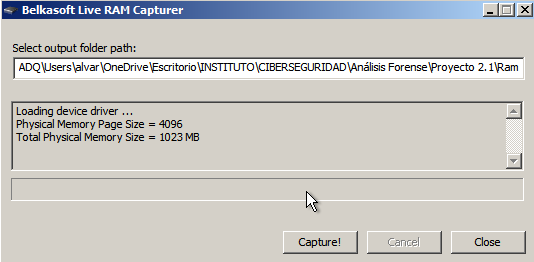 Belkasoft Live RAM Capturer
Select output folder path:
ADQ\Users\alvar\OneDrive\Escritorio\INSTITUTO\CIBERSEGURIDAD\Análisis Forense\Proyecto 2.1\Ram
Loading device driver ...
Physical Memory Page Size = 4096
Total Physical Memory Size = 1023 MB
Capture! Cancel Close